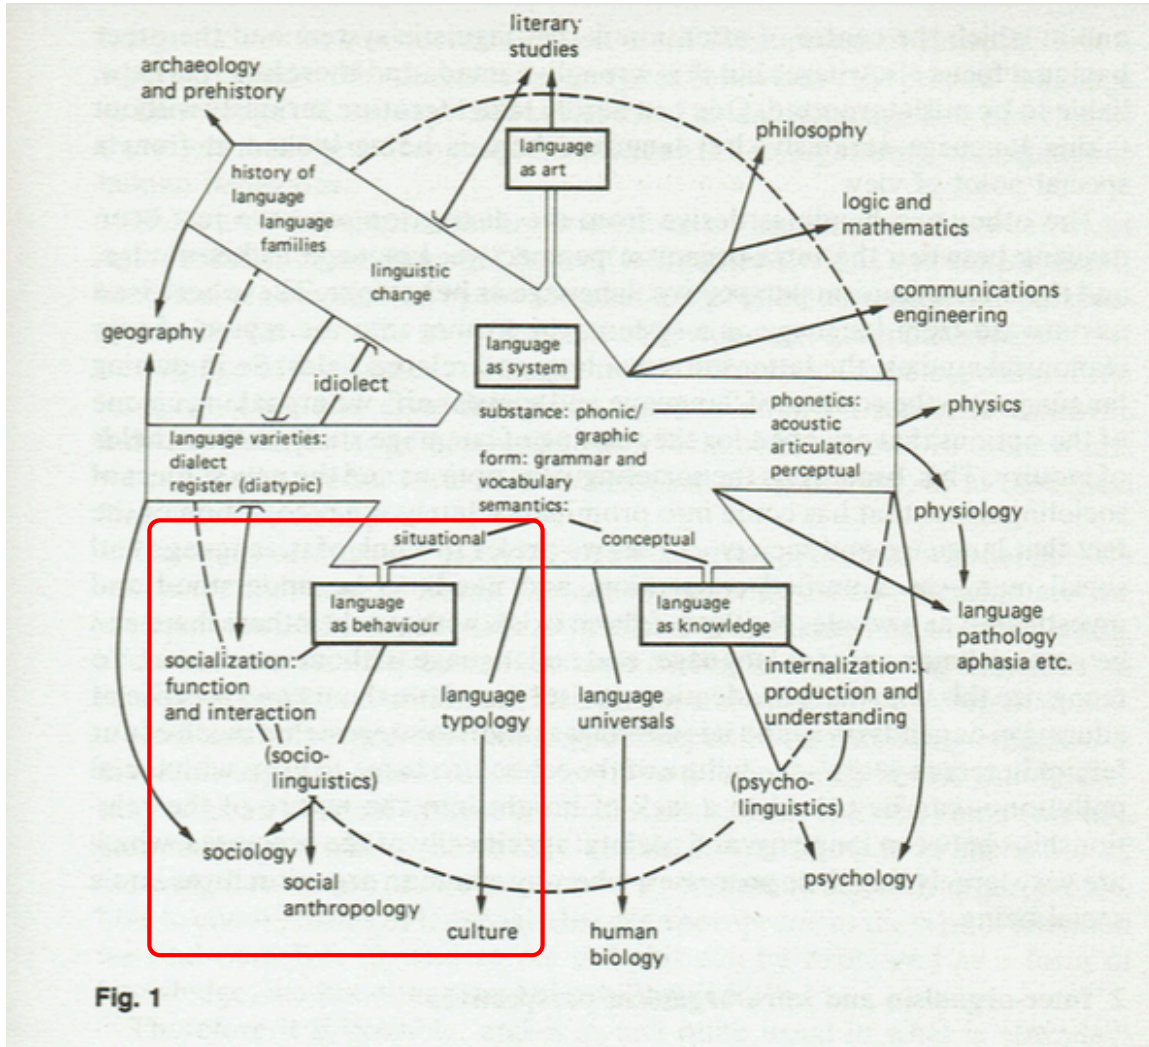 literary
studies
archaeology
and prehistory
language
as art
philosophy
history of
language
language
families
logic and
mathematics
linguistic
change
communications
engineering
geography
language
as system
idiolect
substance: phonic/
graphic
form: grammar and
vocabulary
semantics:
phonetics:
acoustic
articulatory
perceptual
physics
language varieties:
dialect
register (diatypic)
physiology
situational
conceptual
language
as behaviour
language
as knowledge
language
pathology
aphasia etc.
socialization:
function
and interaction
language
typology
language
universals
internalization:
production and
understanding
(socio-
linguistics)
(psycho-
linguistics)
sociology
social
anthropology
psychology
culture
human
biology
Fig. 1